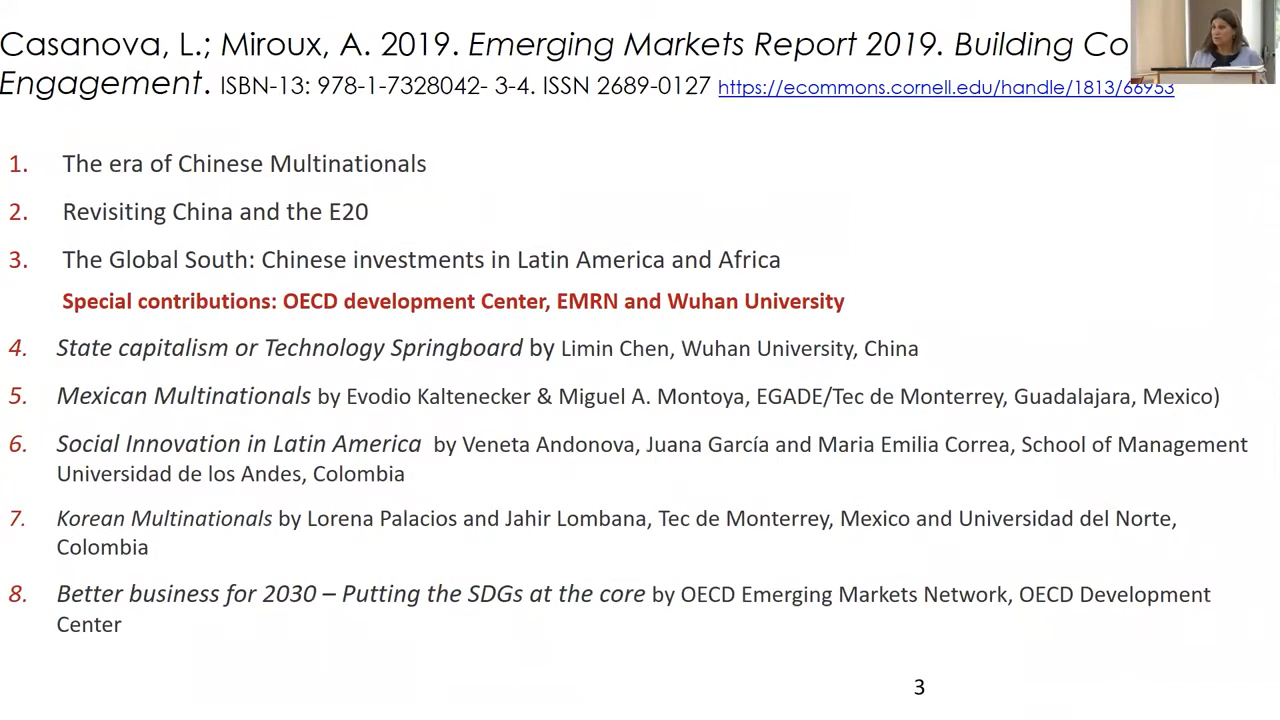 Casanova, L.; Miroux, A. 2019. Emerging Markets Report 2019. Building Co
Engagement. ISBN-13: 978-1-7328042- 3-4. ISSN 2689-0127 https://ecommons.cornell.edu/handle/1813/66953
1. The era of Chinese Multinationals
2. Revisiting China and the E20
3. The Global South: Chinese investments in Latin America and Africa
Special contributions: OECD development Center, EMRN and Wuhan University
4. State capitalism or Technology Springboard by Limin Chen, Wuhan University, China
5. Mexican Multinationals by Evodio Kaltenecker & Miguel A. Montoya, EGADE/Tec de Monterrey, Guadalajara, Mexico)
6. Social Innovation in Latin America by Veneta Andonova, Juana García and Maria Emilia Correa, School of Management
Universidad de los Andes, Colombia
7. Korean Multinationals by Lorena Palacios and Jahir Lombana, Tec de Monterrey, Mexico and Universidad del Norte,
Colombia
8. Better business for 2030 – Putting the SDGs at the core by OECD Emerging Markets Network, OECD Development
Center
3